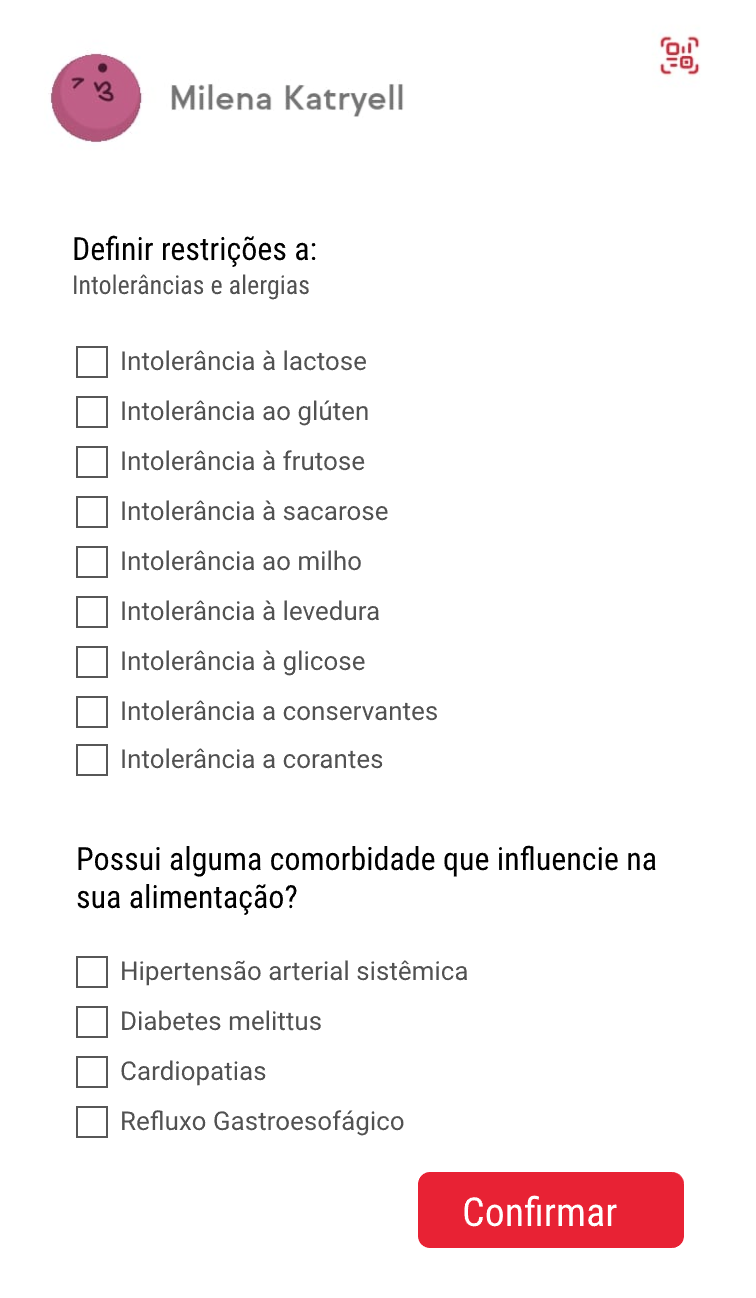 Milena Katryell
Definir restrições a:
Intolerâncias e alergias
Intolerância à lactose
Intolerância ao glúten
Intolerância à frutose
Intolerância à sacarose
Intolerância ao milho
Intolerância à levedura
Intolerância à glicose
Intolerância a conservantes
Intolerância a corantes
Possui alguma comorbidade que influencie na
sua alimentação?
Hipertensão arterial sistêmica
Diabetes melittus
Cardiopatias
Refluxo Gastroesofágico
Confirmar